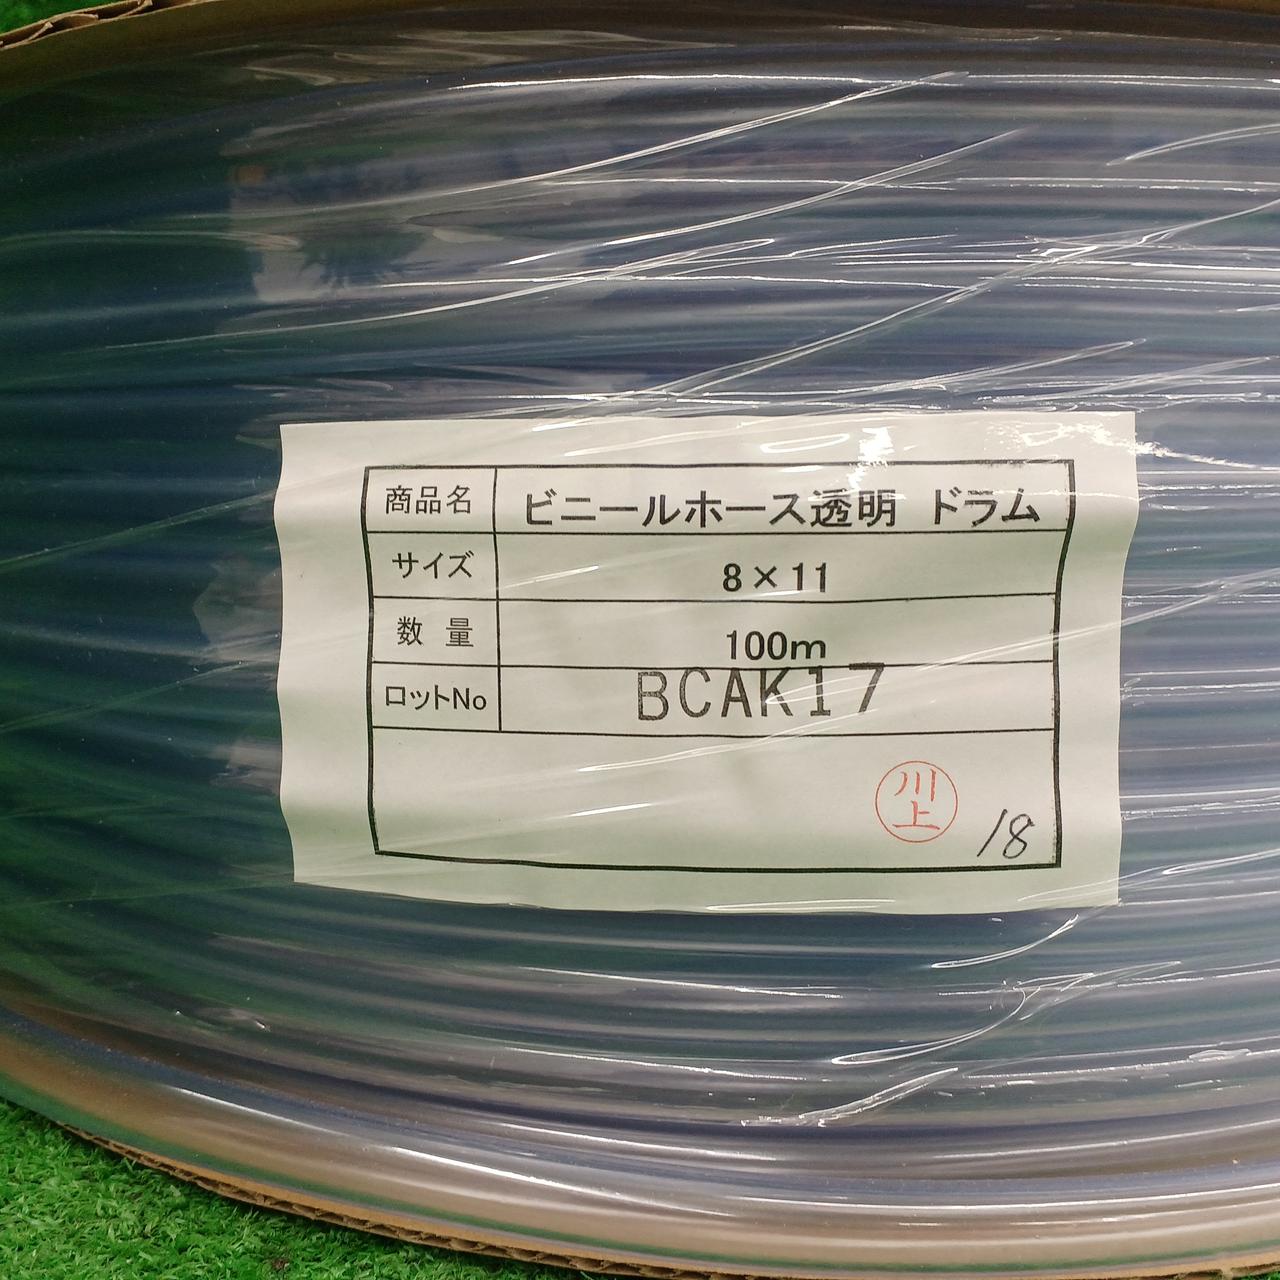 商品名 ビニールホース透明 ドラム
サイズ 8×11
数 量 100m
ロットNo BCAK17
川上
/8